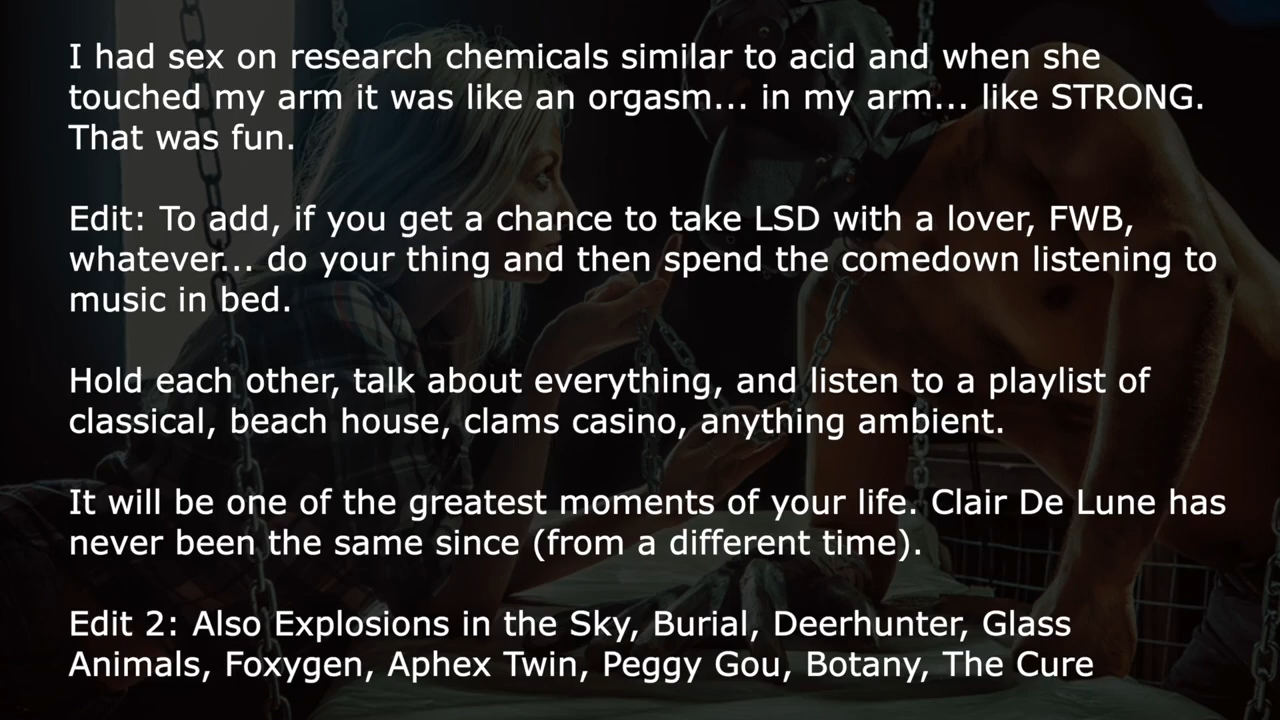 I had sex on research chemicals similar to acid and when she
touched my arm it was like an orgasm... in my arm... like STRONG.
That was fun.
Edit: To add, if you get a chance to take LSD with a lover, FWB,
whatever... do your thing and then spend the comedown listening to
music in bed.
Hold each other, talk about everything, and listen to a playlist of
classical, beach house, clams casino, anything ambient.
It will be one of the greatest moments of your life. Clair De Lune has
never been the same since (from a different time).
Edit 2: Also Explosions in the Sky, Burial, Deerhunter, Glass
Animals, Foxygen, Aphex Twin, Peggy Gou, Botany, The Cure